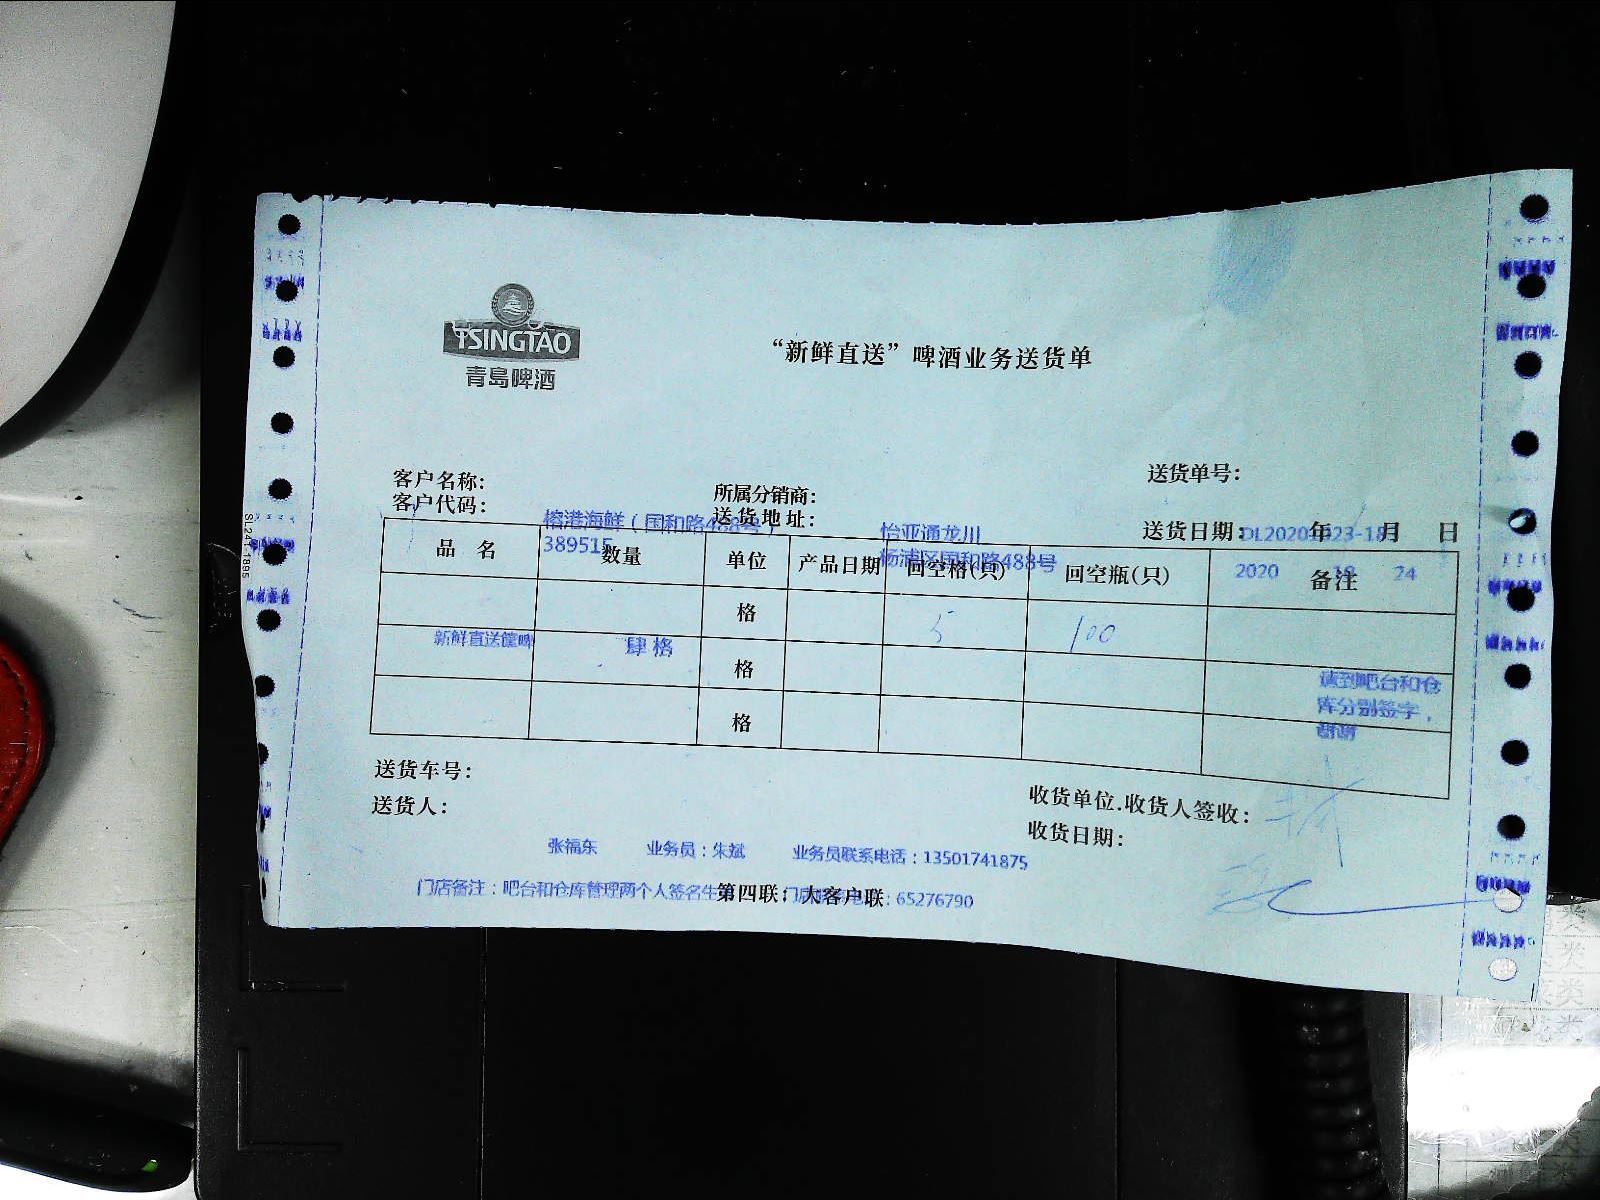 TSINGTAO
青岛啤酒
“新鲜直送”啤酒业务送货单
客户名称: 送货单号:
客户代码: 所属分销商:
榕港海鲜（国和路488号） 送货地址: 怡亚通龙川 送货日期: 年 月 日
389515 杨浦区国和路488号 2020 10 24
品 名 数量 单位 产品日期 回空格(只) 回空瓶(只) 备注
格 5 100
新鲜直送筐啤 肆 格 格
请到吧台和仓
库分别签字，
谢谢
格
送货车号:
送货人: 收货单位.收货人签收:
收货日期:
张福东 业务员：朱斌 业务员联系电话：13501741875
门店备注：吧台和仓库管理两个人签名生 第四联：大客户联: 65276790
SL241-1895